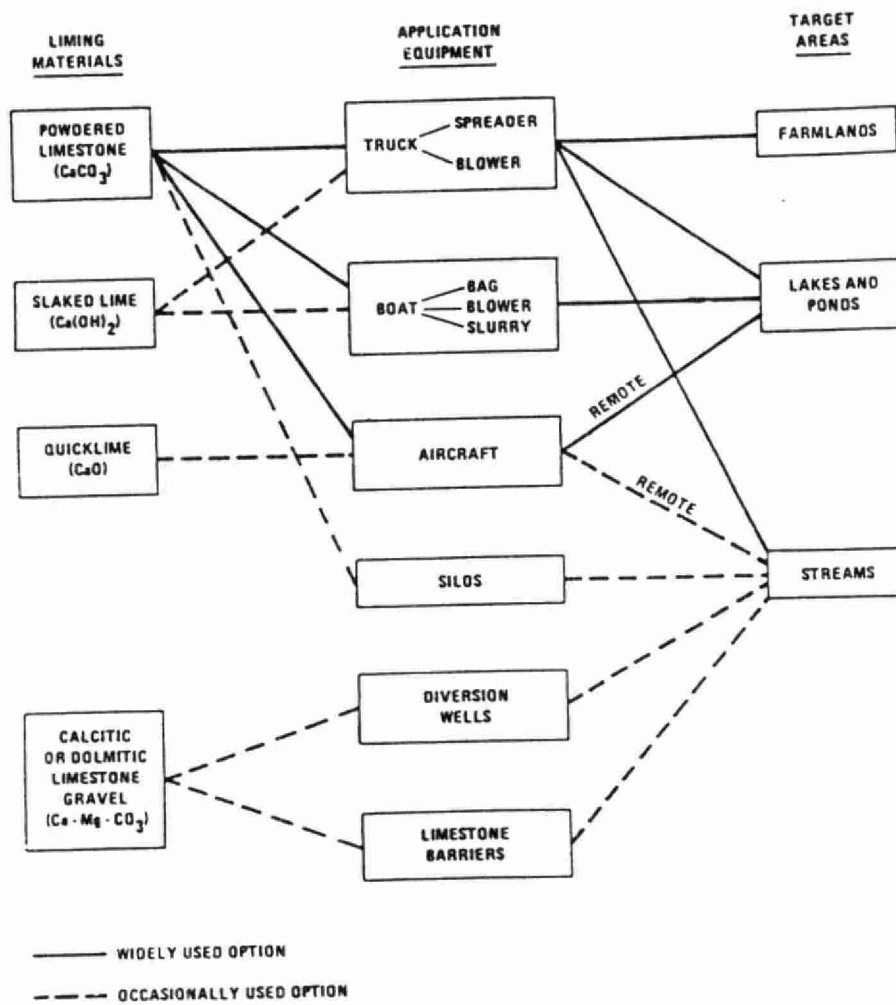 LIMING
MATERIALS
APPLICATION
EQUIPMENT
TARGET
AREAS
POWDERED
LIMESTONE
(CaCO3)
TRUCK
SPREADER
BLOWER
FARMLANDS
SLAKED LIME
(Ca(OH)2)
BOAT
BAG
BLOWER
SLURRY
LAKES AND
PONDS
REMOTE
QUICKLIME
(CaO)
AIRCRAFT
REMOTE
SILOS
STREAMS
DIVERSION
WELLS
CALCITIC
OR DOLMITIC
LIMESTONE
GRAVEL
(Ca · Mg · CO3)
LIMESTONE
BARRIERS
WIDELY USED OPTION
OCCASIONALLY USED OPTION